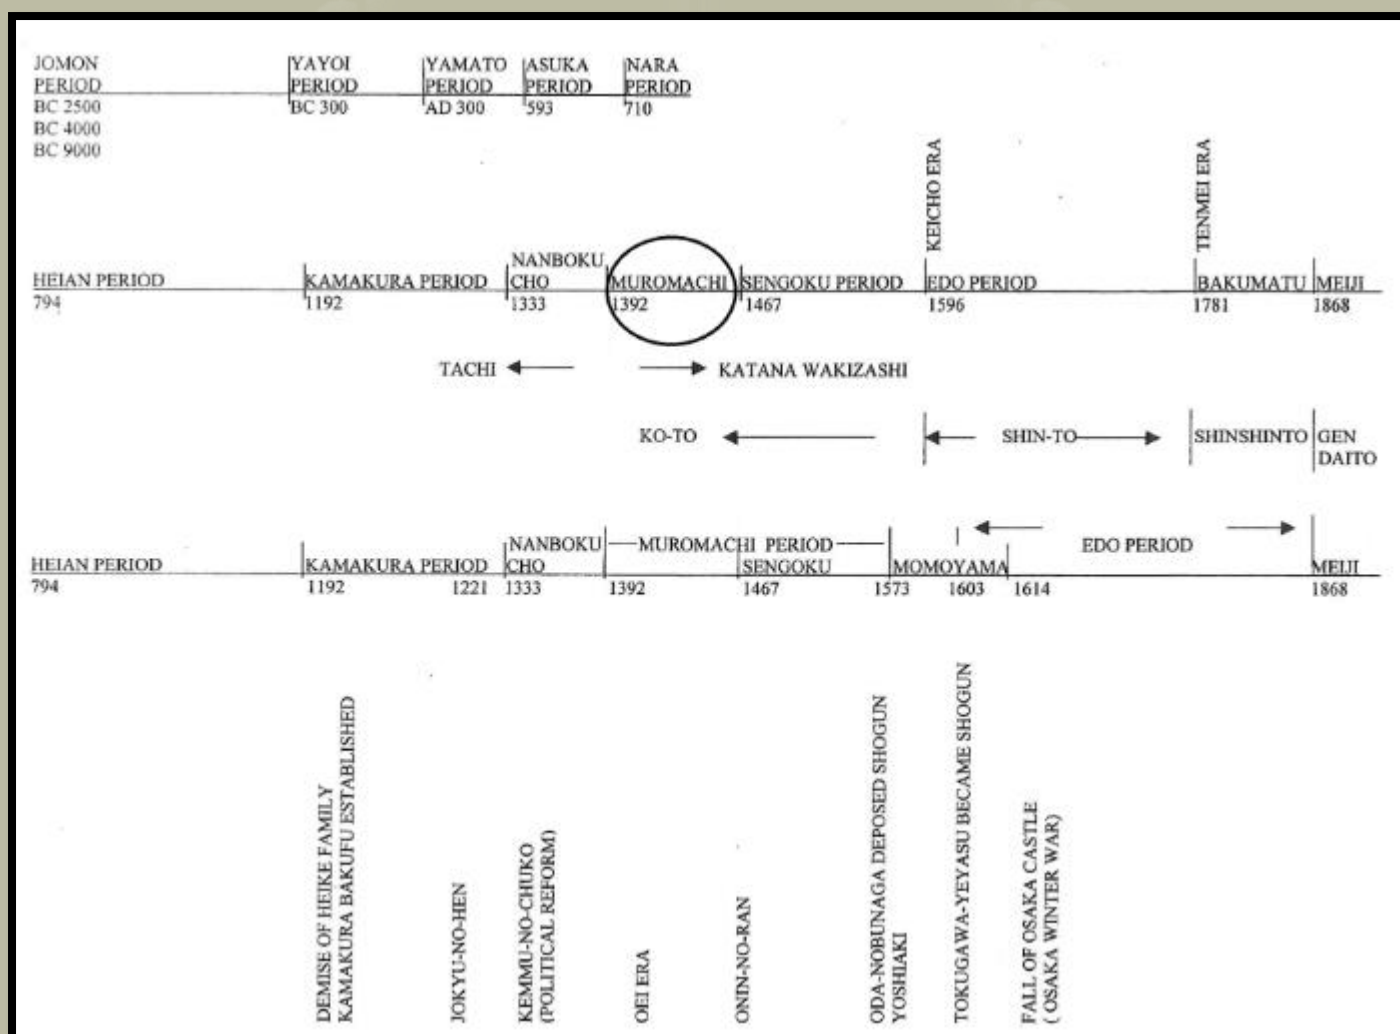 JOMON
PERIOD
BC 2500
BC 4000
BC 9000
YAYOI
PERIOD
BC 300
YAMATO
PERIOD
AD 300
ASUKA
PERIOD
593
NARA
PERIOD
710
KEICHO ERA
TENMEI ERA
HEIAN PERIOD
794
KAMAKURA PERIOD
1192
NANBOKU
CHO
1333
MUROMACHI
1392
SENGOKU PERIOD
1467
EDO PERIOD
1596
BAKUMATU
1781
MEIJI
1868
TACHI
KATANA WAKIZASHI
KO-TO
SHIN-TO
SHINSHINTO
GEN
DAITO
HEIAN PERIOD
794
KAMAKURA PERIOD
1192
1221
NANBOKU
CHO
1333
MUROMACHI PERIOD
1392
SENGOKU
1467
1573
MOMOYAMA
1603
1614
EDO PERIOD
MEIJI
1868
DEMISE OF HEIKE FAMILY
KAMAKURA BAKUFU ESTABLISHED
JOKYU-NO-HEN
KEMMU-NO-CHUKO
(POLITICAL REFORM)
OEI ERA
ONIN-NO-RAN
ODA-NOBUNAGA DEPOSED SHOGUN
YOSHIAKI
TOKUGAWA-YEYASU BECAME SHOGUN
FALL OF OSAKA CASTLE
( OSAKA WINTER WAR)